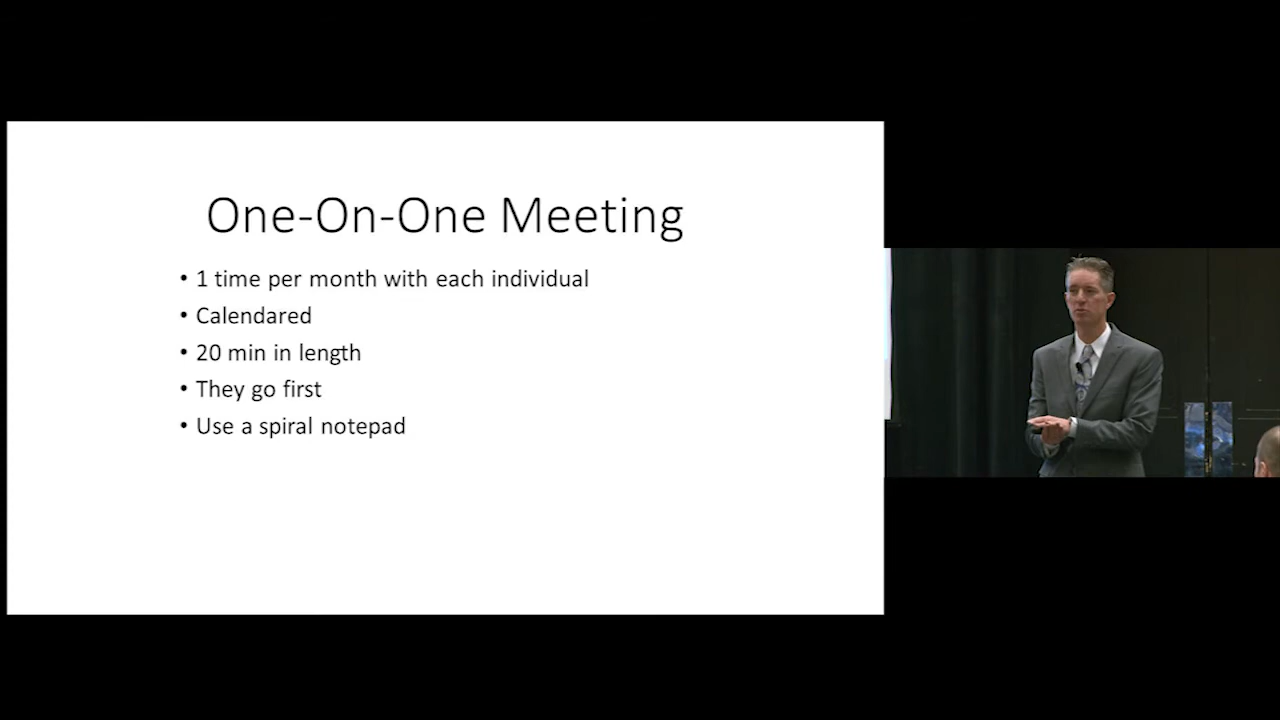 One-On-One Meeting
• 1 time per month with each individual
• Calendared
• 20 min in length
• They go first
• Use a spiral notepad